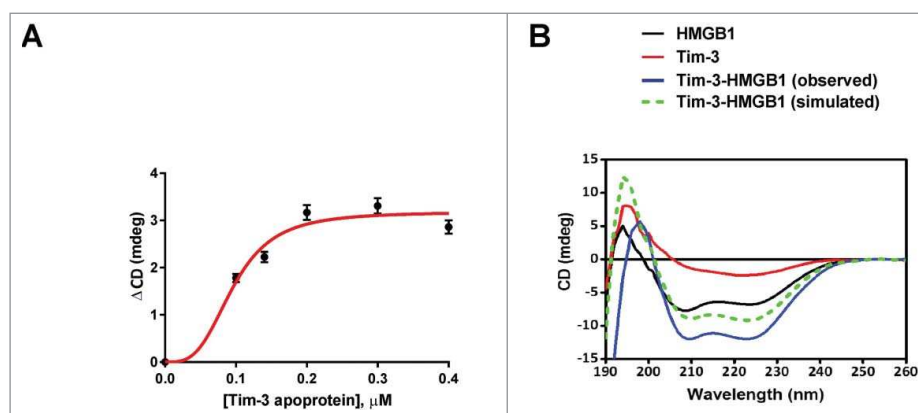 A
ΔCD (mdeg)
4
3
2
1
0
0.0 0.1 0.2 0.3 0.4
[Tim-3 apoprotein], μM
B
HMGB1
Tim-3
Tim-3-HMGB1 (observed)
Tim-3-HMGB1 (simulated)
CD (mdeg)
15
10
5
0
-5
-10
-15
190 200 210 220 230 240 250 260
Wavelength (nm)